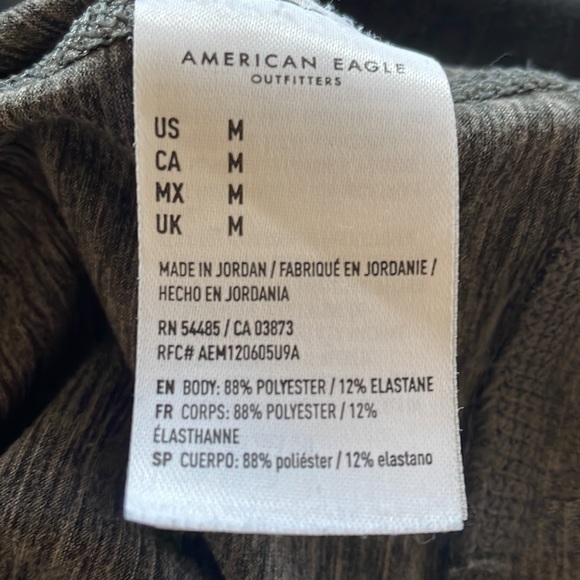 AMERICAN EAGLE
OUTFITTERS
US M
CA M
MX M
UK M
MADE IN JORDAN / FABRIQUÉ EN JORDANIE /
HECHO EN JORDANIA
RN 54485 / CA 03873
RFC# AEM120605U9A
EN BODY: 88% POLYESTER / 12% ELASTANE
FR CORPS: 88% POLYESTER / 12%
ÉLASTHANNE
SP CUERPO: 88% poliéster / 12% elastano